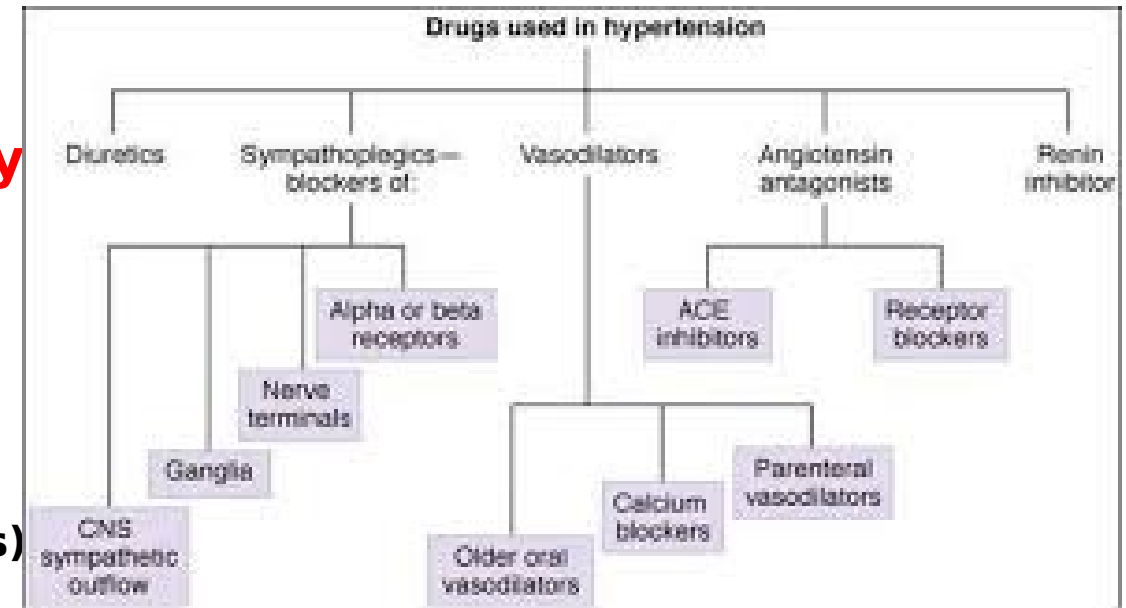 Drugs used in hypertension
y
Diuretics
Sympathoplegics—
blockers of:
Vasodilators
Angiotensin
antagonists
Renin
inhibitor
Alpha or beta
receptors
ACE
inhibitors
Receptor
blockers
Nerve
terminals
Ganglia
Parenteral
vasodilators
Calcium
blockers
s)
CNS
sympathetic
outflow
Older oral
vasodilators